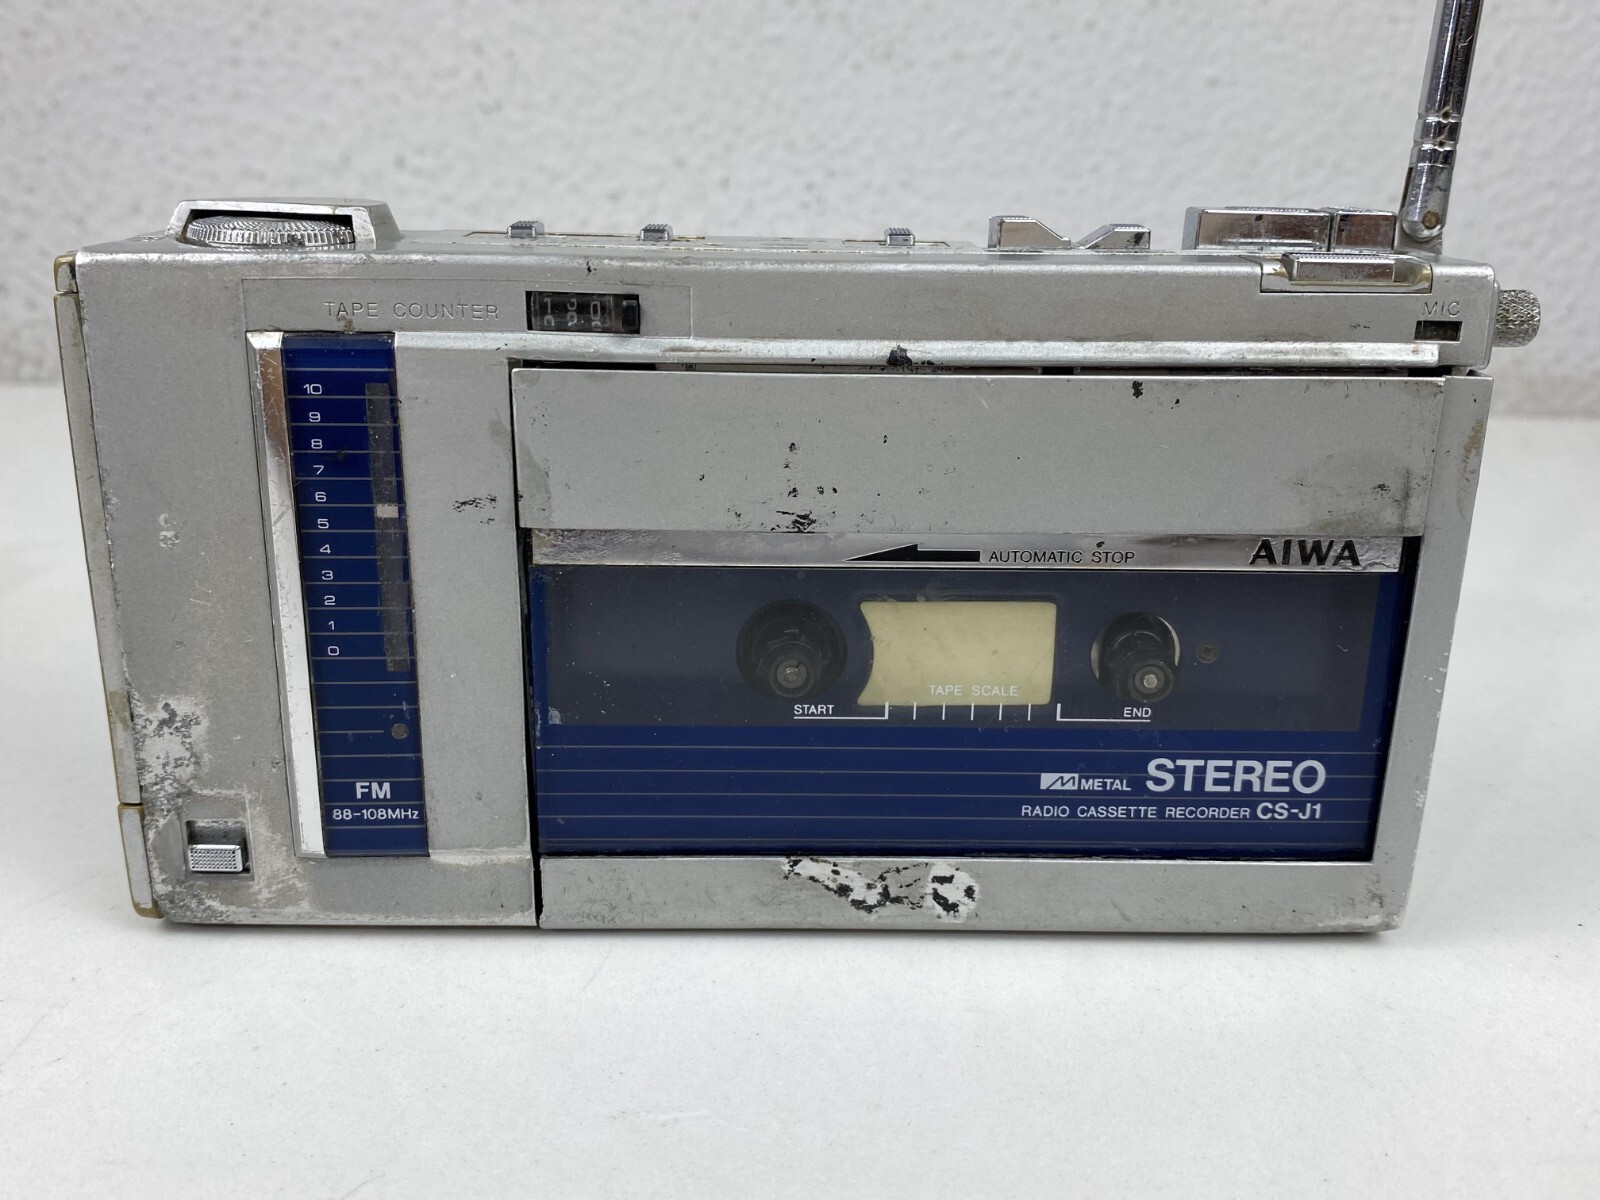 TAPE COUNTER
MIC
10
9
8
7
6
5
4
3
2
1
0
FM
88-108MHz
AUTOMATIC STOP
AIWA
TAPE SCALE
START
END
METAL STEREO
RADIO CASSETTE RECORDER CS-J1